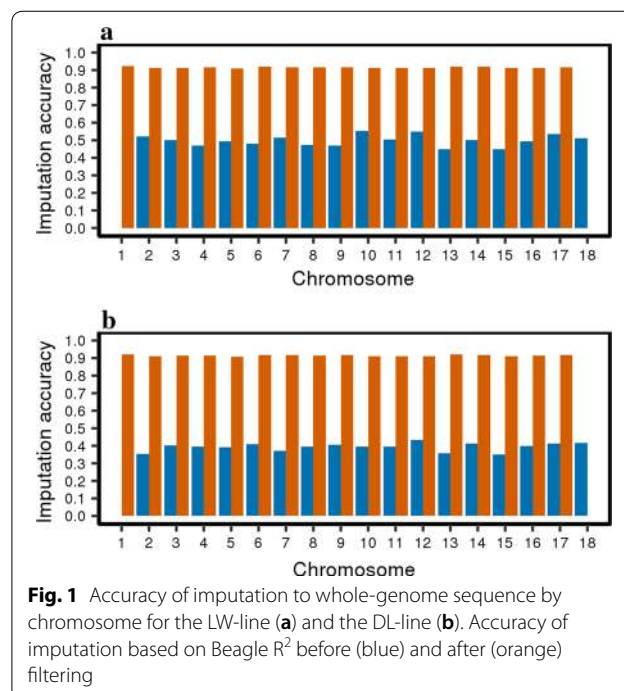 a
Imputation accuracy
1.0
0.9
0.8
0.7
0.6
0.5
0.4
0.3
0.2
0.1
0.0
1 2 3 4 5 6 7 8 9 10 11 12 13 14 15 16 17 18
Chromosome
b
Imputation accuracy
1.0
0.9
0.8
0.7
0.6
0.5
0.4
0.3
0.2
0.1
0.0
1 2 3 4 5 6 7 8 9 10 11 12 13 14 15 16 17 18
Chromosome
Fig. 1 Accuracy of imputation to whole-genome sequence by
chromosome for the LW-line (a) and the DL-line (b). Accuracy of
imputation based on Beagle R² before (blue) and after (orange)
filtering